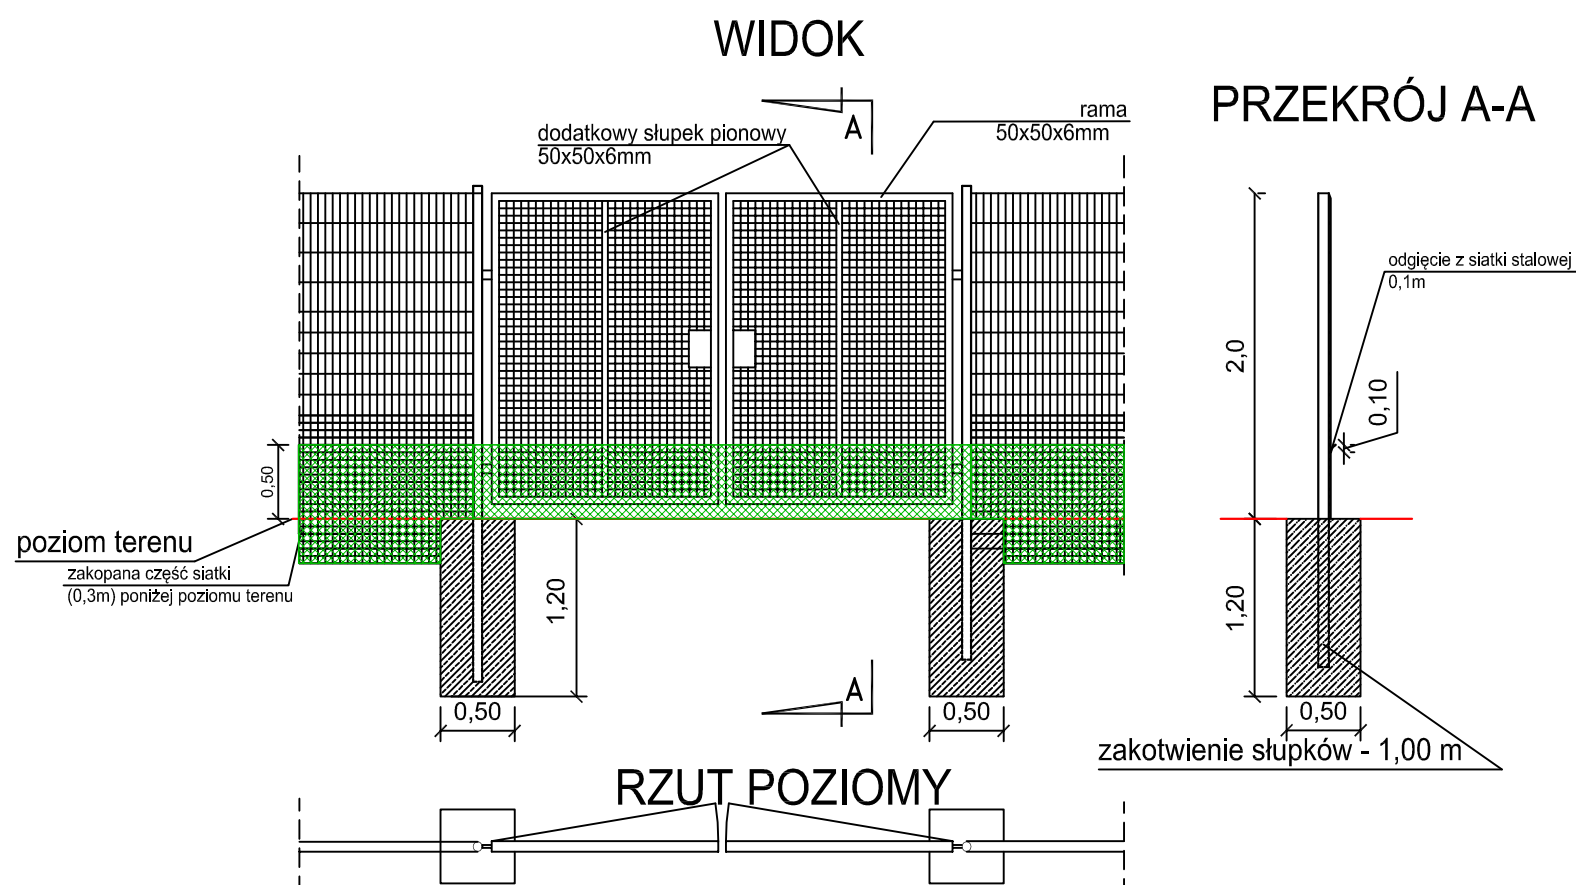 WIDOK
PRZEKRÓJ A-A
rama
50x50x6mm
dodatkowy słupek pionowy
50x50x6mm
A
odgięcie z siatki stalowej
0,1m
2,0
0,10
0,50
poziom terenu
zakopana część siatki
(0,3m) poniżej poziomu terenu
1,20
1,20
A
0,50
0,50
0,50
zakotwienie słupków - 1,00 m
RZUT POZIOMY